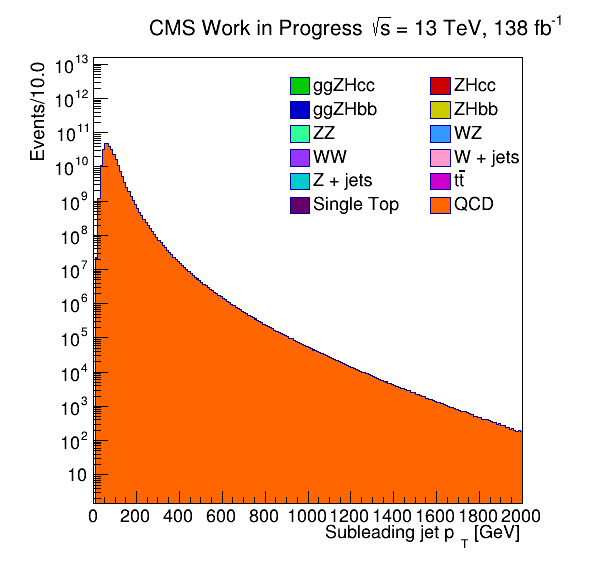 CMS Work in Progress √s = 13 TeV, 138 fb⁻¹
Events/10.0
10¹³
10¹²
10¹¹
10¹⁰
10⁹
10⁸
10⁷
10⁶
10⁵
10⁴
10³
10²
10
ggZHcc ZHcc
ggZHbb ZHbb
ZZ WZ
WW W + jets
Z + jets tt̄
Single Top QCD
0 200 400 600 800 1000 1200 1400 1600 1800 2000
Subleading jet p_T [GeV]